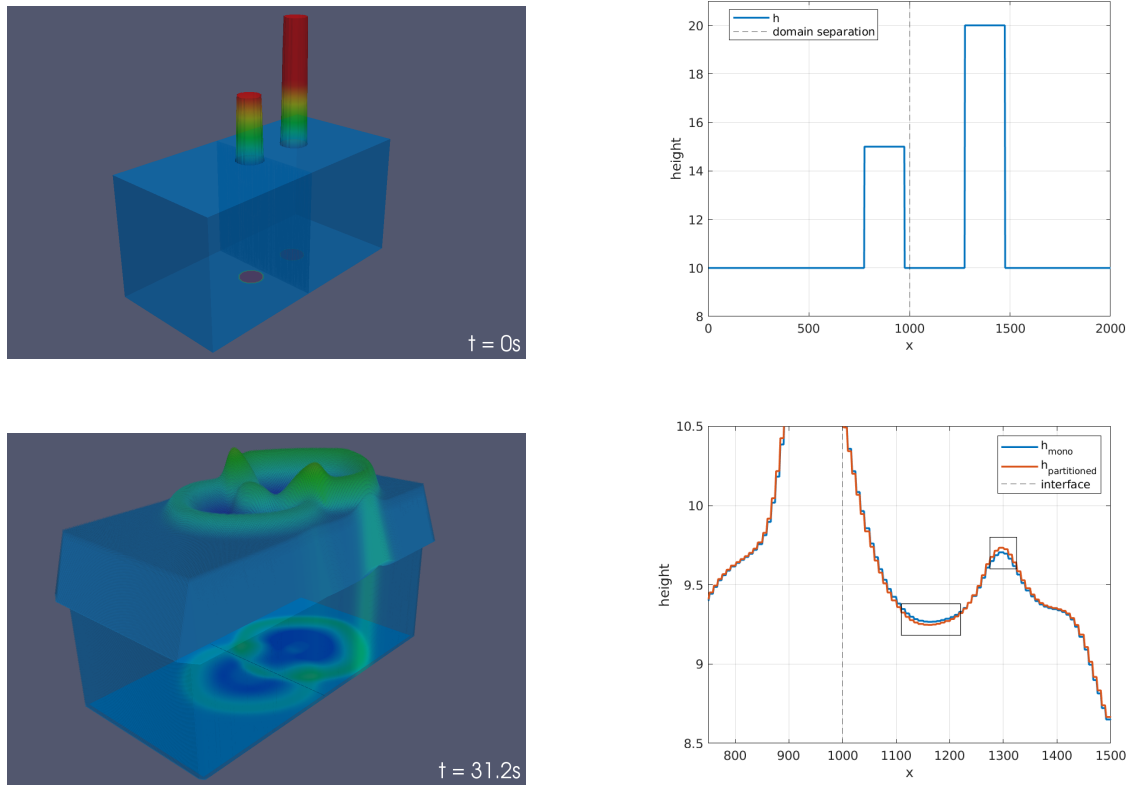 t = 0s
h
domain separation
height
20
18
16
14
12
10
8
0
500
1000
1500
2000
x
t = 31.2s
h_mono
h_partitioned
interface
height
10.5
10
9.5
9
8.5
800
900
1000
1100
1200
1300
1400
1500
x